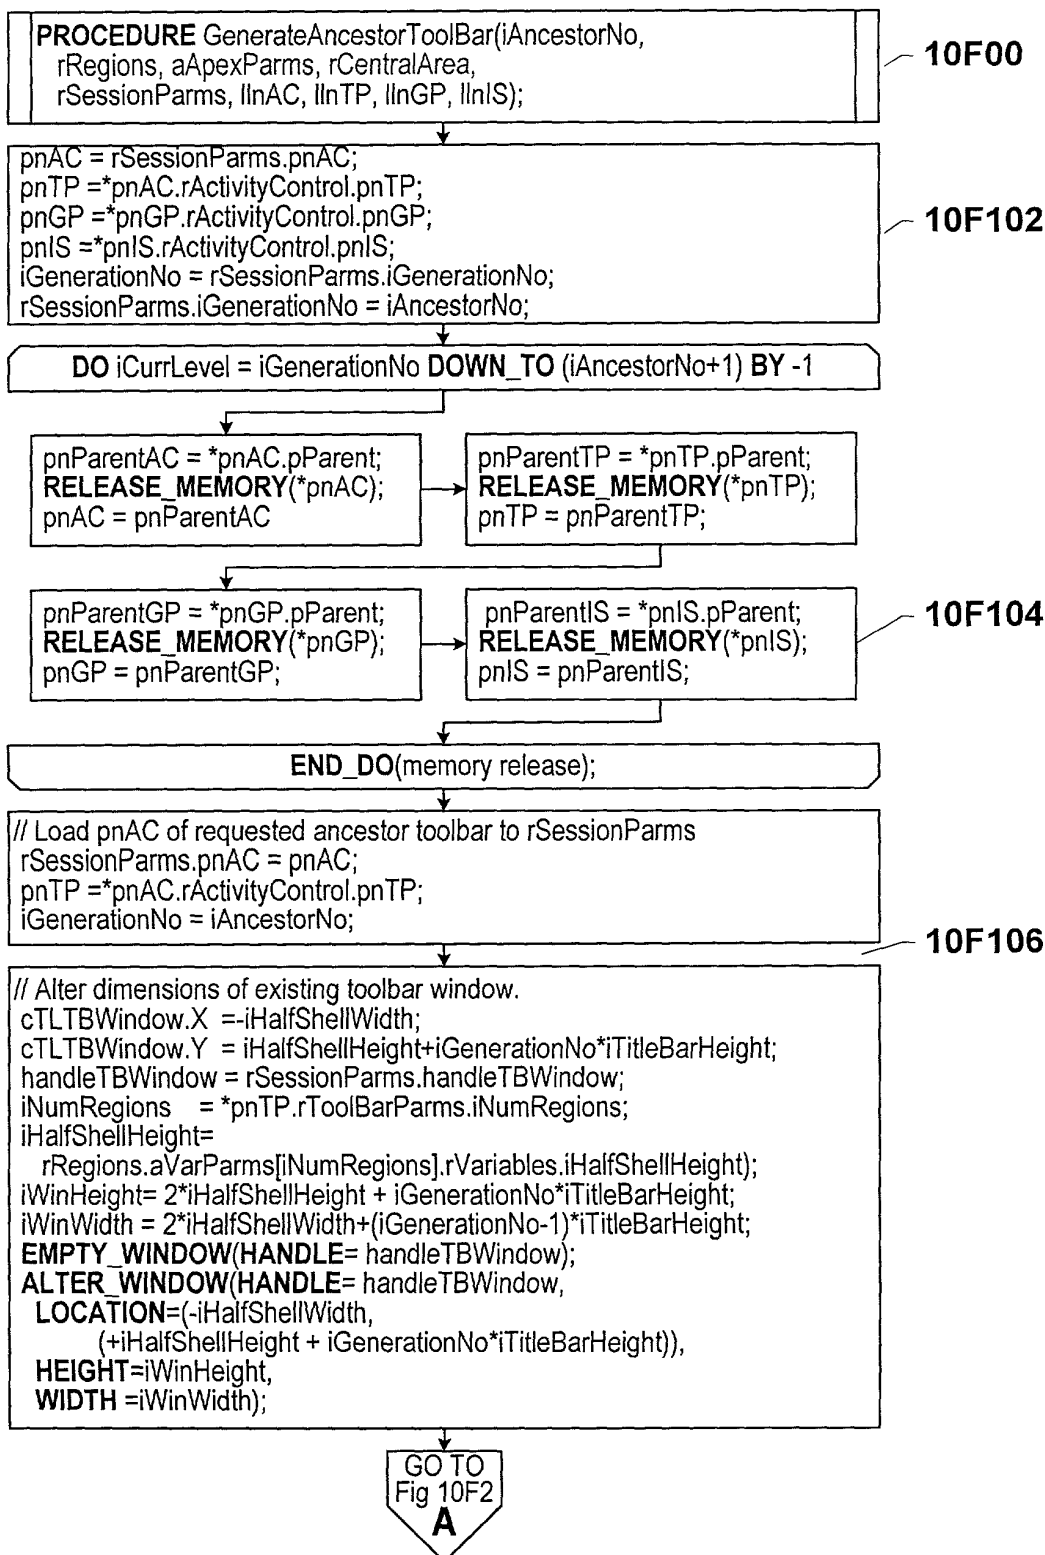 PROCEDURE GenerateAncestorToolBar(iAncestorNo,
rRegions, aApexParms, rCentralArea,
rSessionParms, llnAC, llnTP, llnGP, llnIS);
10F00
pnAC = rSessionParms.pnAC;
pnTP =*pnAC.rActivityControl.pnTP;
pnGP =*pnGP.rActivityControl.pnGP;
pnIS =*pnIS.rActivityControl.pnIS;
iGenerationNo = rSessionParms.iGenerationNo;
rSessionParms.iGenerationNo = iAncestorNo;
10F102
DO iCurrLevel = iGenerationNo DOWN_TO (iAncestorNo+1) BY -1
pnParentAC = *pnAC.pParent;
RELEASE_MEMORY(*pnAC);
pnAC = pnParentAC
pnParentTP = *pnTP.pParent;
RELEASE_MEMORY(*pnTP);
pnTP = pnParentTP;
pnParentGP = *pnGP.pParent;
RELEASE_MEMORY(*pnGP);
pnGP = pnParentGP;
pnParentIS = *pnIS.pParent;
RELEASE_MEMORY(*pnIS);
pnIS = pnParentIS;
10F104
END_DO(memory release);
// Load pnAC of requested ancestor toolbar to rSessionParms
rSessionParms.pnAC = pnAC;
pnTP =*pnAC.rActivityControl.pnTP;
iGenerationNo = iAncestorNo;
10F106
// Alter dimensions of existing toolbar window.
cTLTBWindow.X =-iHalfShellWidth;
cTLTBWindow.Y = iHalfShellHeight+iGenerationNo*iTitleBarHeight;
handleTBWindow = rSessionParms.handleTBWindow;
iNumRegions = *pnTP.rToolBarParms.iNumRegions;
iHalfShellHeight=
rRegions.aVarParms[iNumRegions].rVariables.iHalfShellHeight);
iWinHeight= 2*iHalfShellHeight + iGenerationNo*iTitleBarHeight;
iWinWidth = 2*iHalfShellWidth+(iGenerationNo-1)*iTitleBarHeight;
EMPTY_WINDOW(HANDLE= handleTBWindow);
ALTER_WINDOW(HANDLE= handleTBWindow,
LOCATION=(-iHalfShellWidth,
(+iHalfShellHeight + iGenerationNo*iTitleBarHeight)),
HEIGHT=iWinHeight,
WIDTH =iWinWidth);
GO TO
Fig 10F2
A